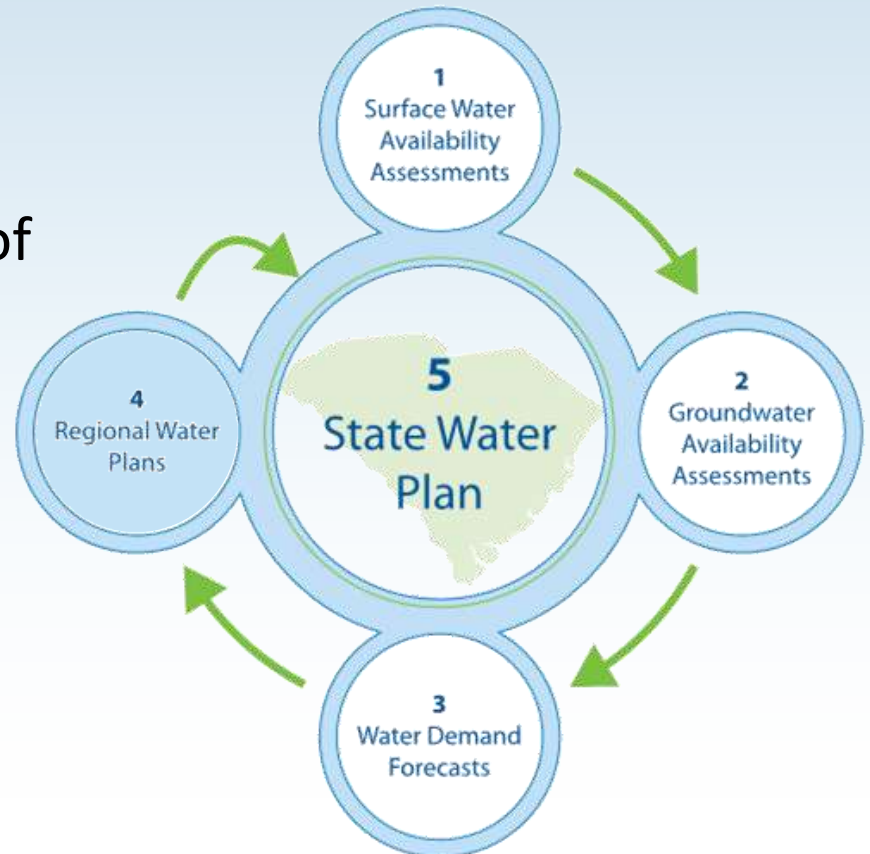 of
1
Surface Water
Availability
Assessments
2
Groundwater
Availability
Assessments
3
Water Demand
Forecasts
4
Regional Water
Plans
5
State Water
Plan